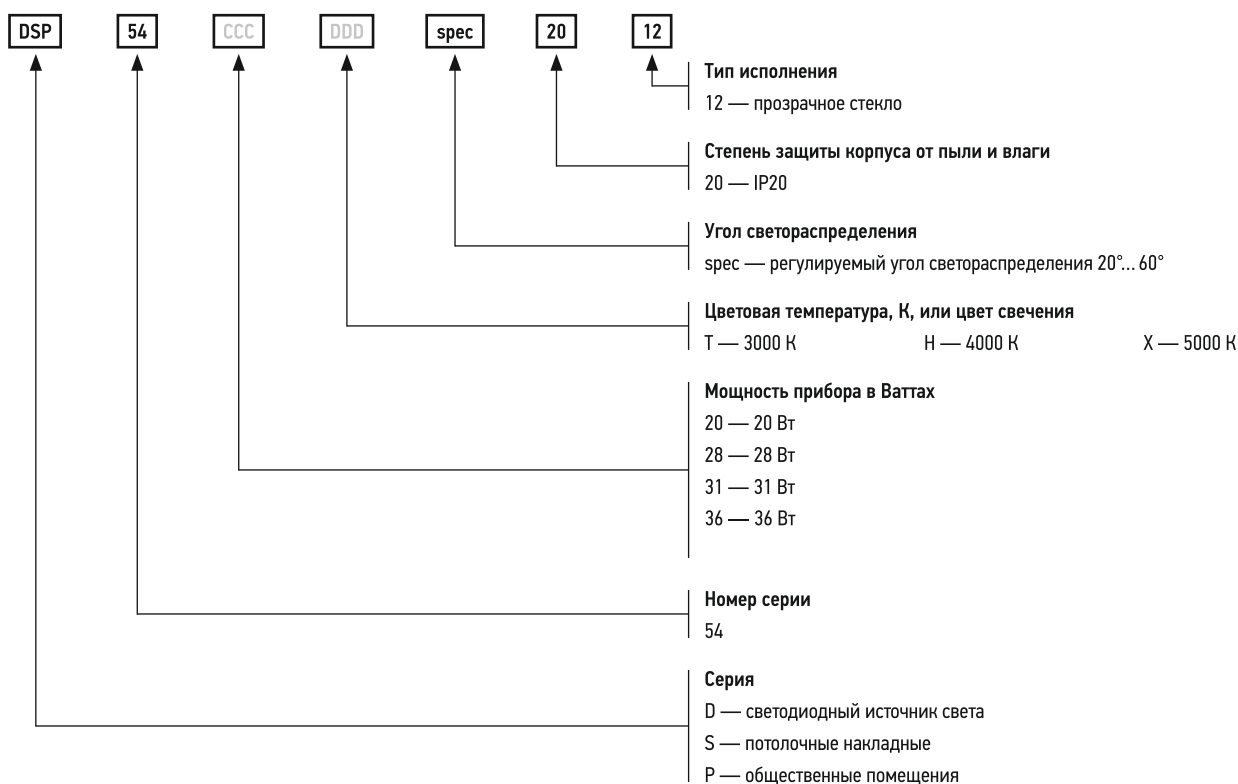 DSP 54 CCC DDD spec 20 12
Тип исполнения
12 — прозрачное стекло
Степень защиты корпуса от пыли и влаги
20 — IP20
Угол светораспределения
spec — регулируемый угол светораспределения 20°... 60°
Цветовая температура, К, или цвет свечения
Т — 3000 К Н — 4000 К Х — 5000 К
Мощность прибора в Ваттах
20 — 20 Вт
28 — 28 Вт
31 — 31 Вт
36 — 36 Вт
Номер серии
54
Серия
D — светодиодный источник света
S — потолочные накладные
P — общественные помещения